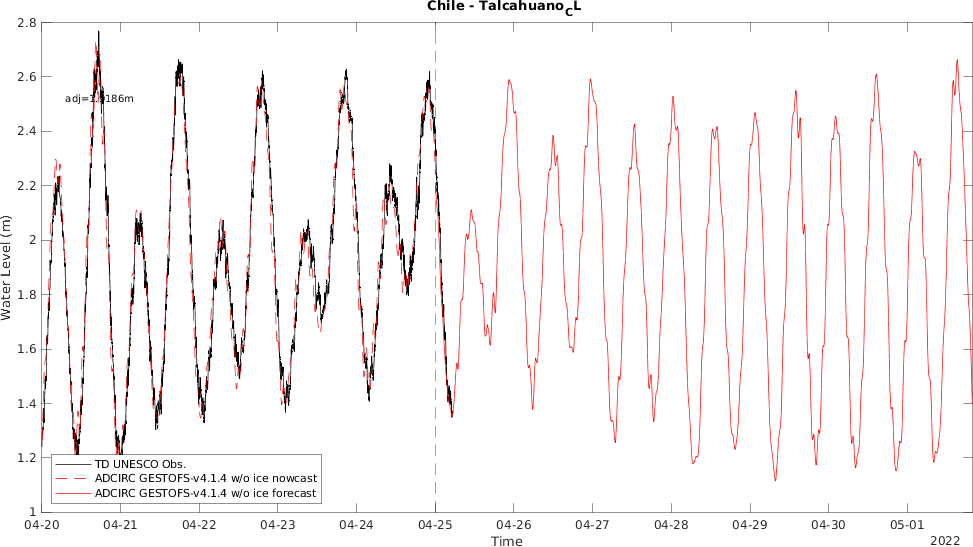 Chile - Talcahuano_CL
2.8
2.6
2.4
2.2
2
1.8
1.6
1.4
1.2
1
Water Level (m)
TD UNESCO Obs.
ADCIRC GESTOFS-v4.1.4 w/o ice nowcast
ADCIRC GESTOFS-v4.1.4 w/o ice forecast
04-20 04-21 04-22 04-23 04-24 04-25 04-26 04-27 04-28 04-29 04-30 05-01
Time
2022